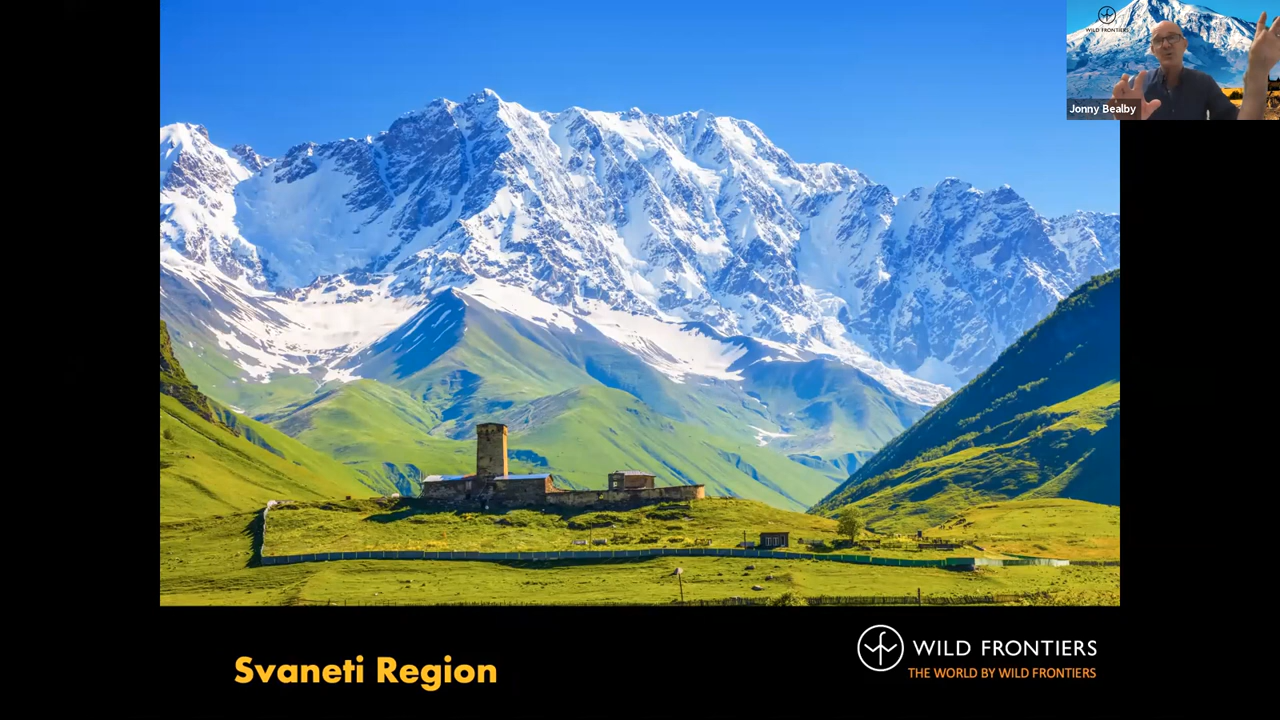 WILD FRONTIERS
Jonny Bealby
Svaneti Region
WILD FRONTIERS
THE WORLD BY WILD FRONTIERS